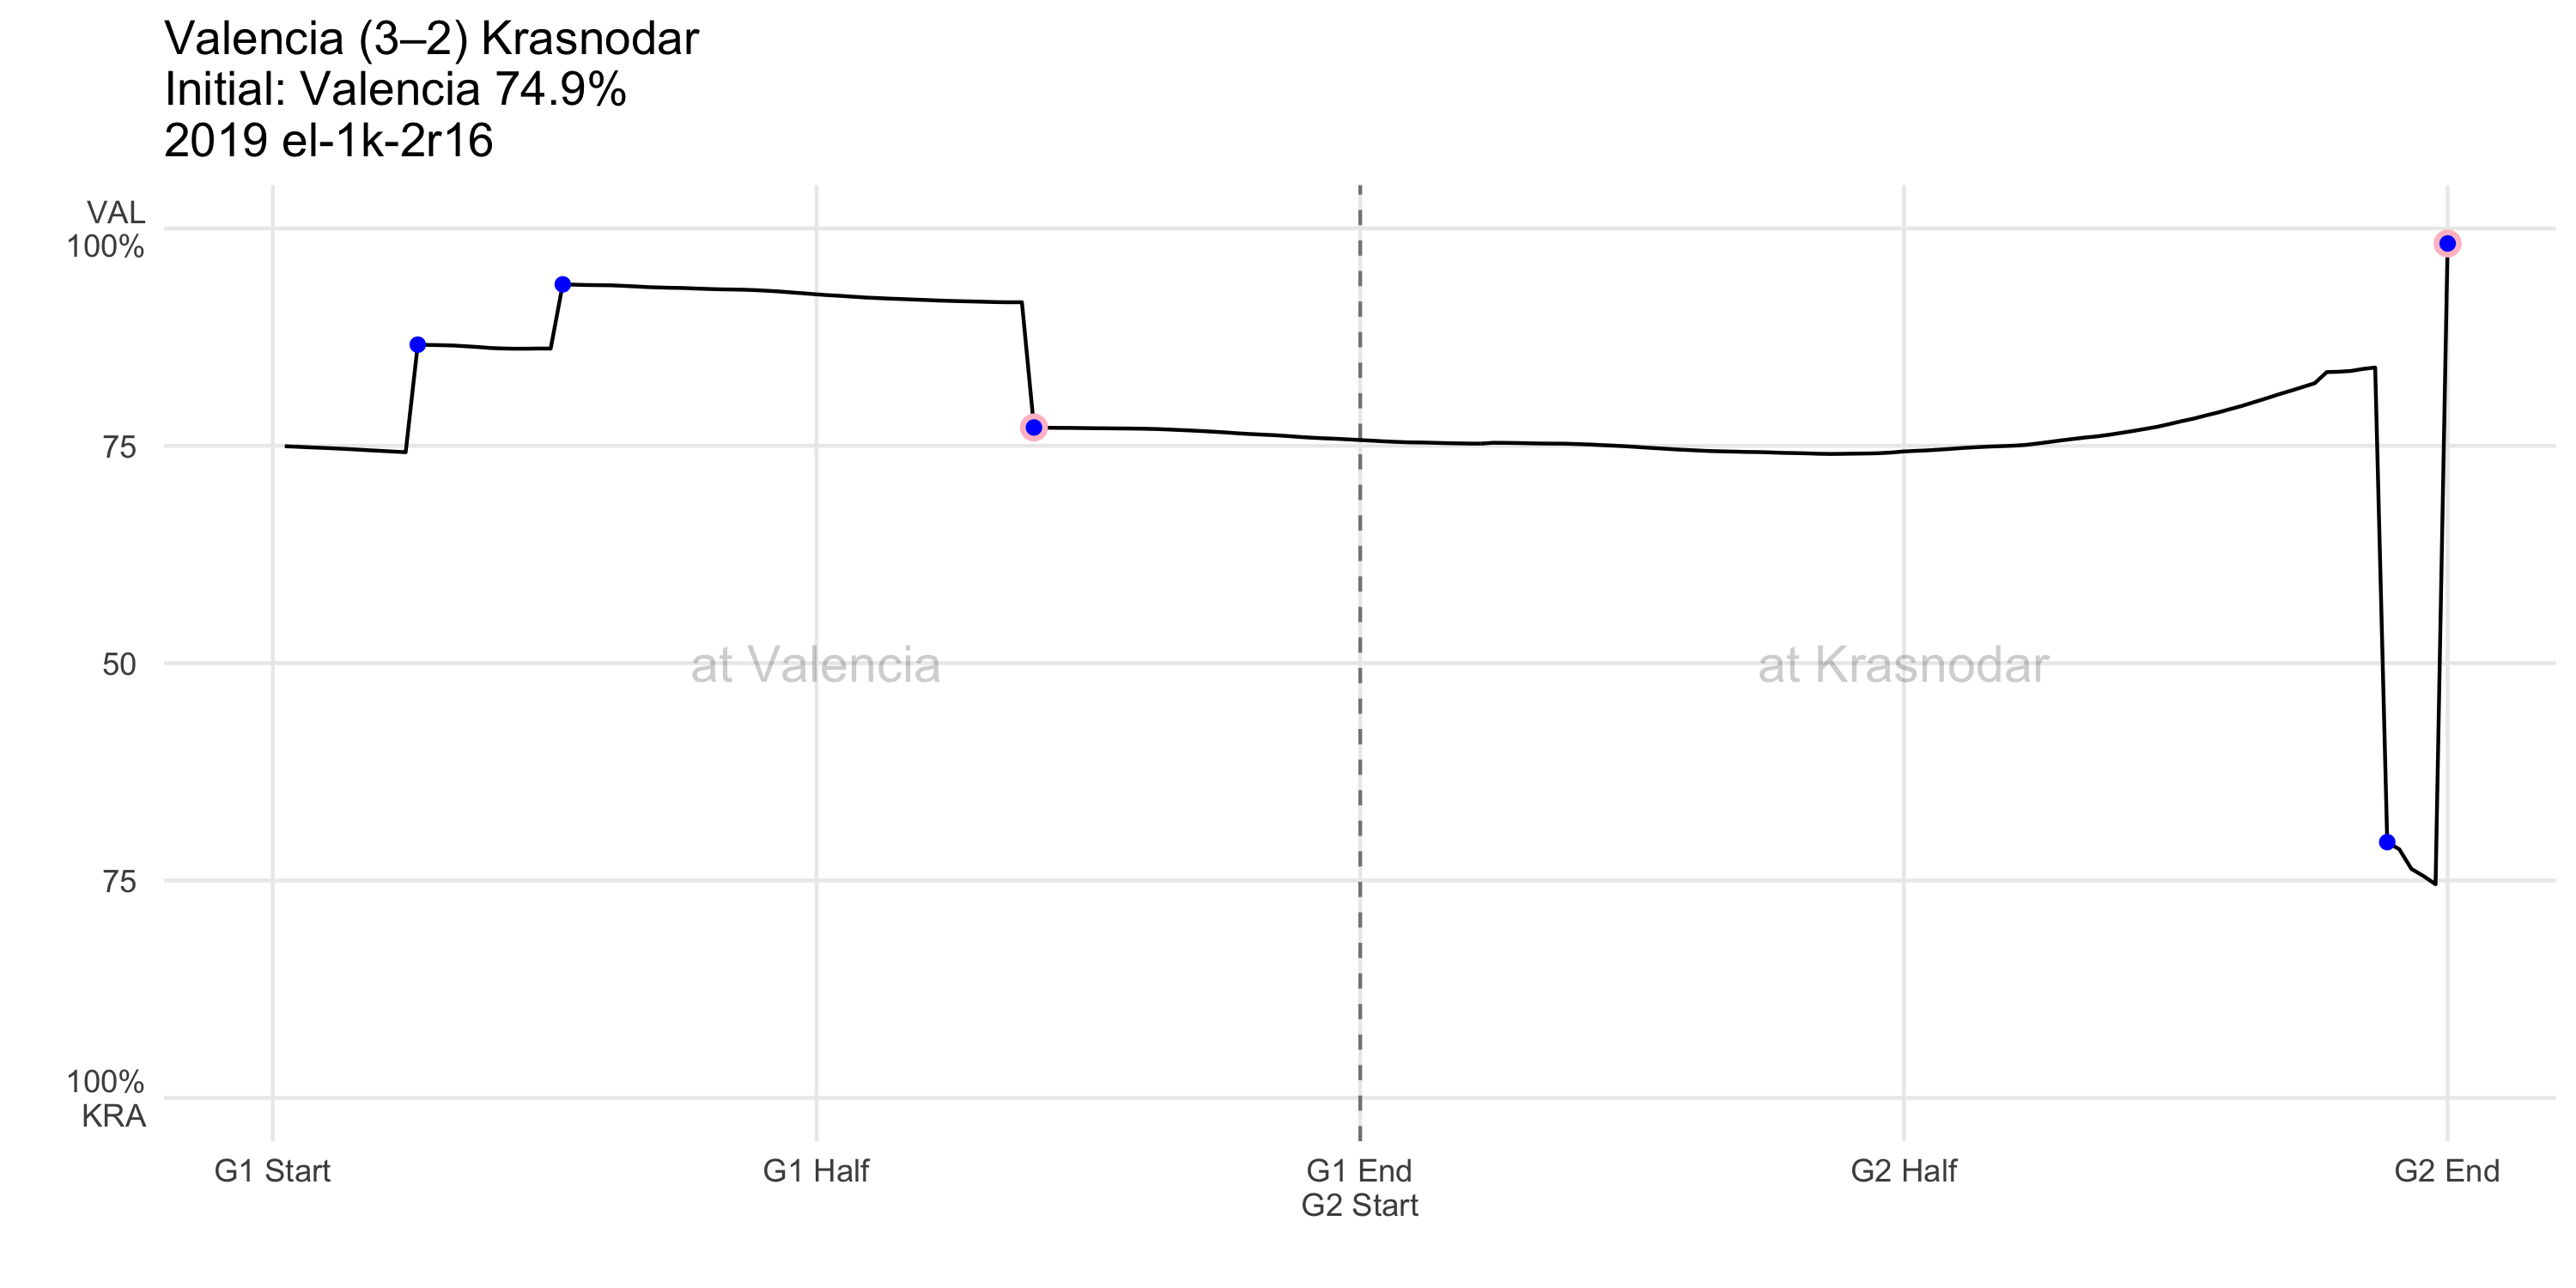 Valencia (3–2) Krasnodar
Initial: Valencia 74.9%
2019 el-1k-2r16
VAL
100%
75
50
at Valencia
at Krasnodar
75
100%
KRA
G1 Start
G1 Half
G1 End
G2 Start
G2 Half
G2 End